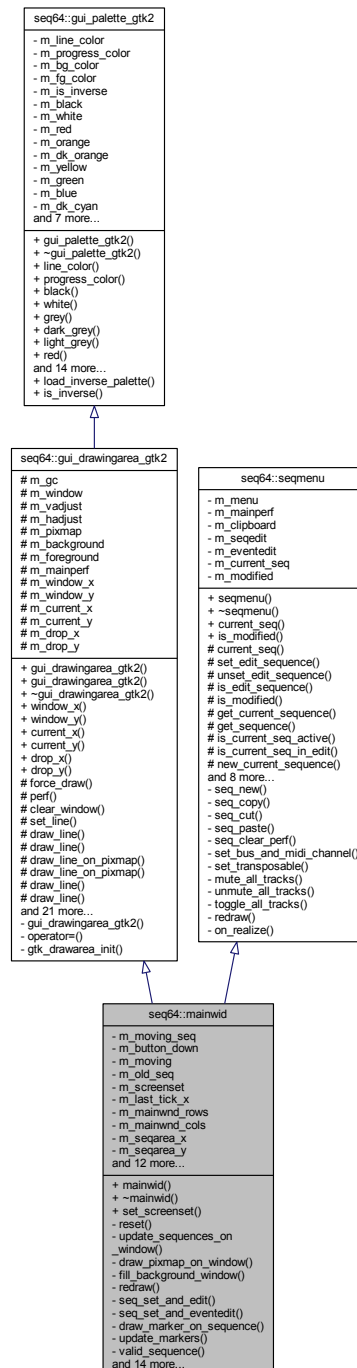 seq64::gui_palette_gtk2
- m_line_color
- m_progress_color
- m_bg_color
- m_fg_color
- m_is_inverse
- m_black
- m_white
- m_red
- m_orange
- m_dk_orange
- m_yellow
- m_green
- m_blue
- m_dk_cyan
and 7 more...
+ gui_palette_gtk2()
+ ~gui_palette_gtk2()
+ line_color()
+ progress_color()
+ black()
+ white()
+ grey()
+ dark_grey()
+ light_grey()
+ red()
and 14 more...
+ load_inverse_palette()
+ is_inverse()
seq64::gui_drawingarea_gtk2
# m_gc
# m_window
# m_vadjust
# m_hadjust
# m_pixmap
# m_background
# m_foreground
# m_mainperf
# m_window_x
# m_window_y
# m_current_x
# m_current_y
# m_drop_x
# m_drop_y
+ gui_drawingarea_gtk2()
+ gui_drawingarea_gtk2()
+ ~gui_drawingarea_gtk2()
+ window_x()
+ window_y()
+ current_x()
+ current_y()
+ drop_x()
+ drop_y()
# force_draw()
# perf()
# clear_window()
# set_line()
# draw_line()
# draw_line()
# draw_line_on_pixmap()
# draw_line_on_pixmap()
# draw_line()
# draw_line()
and 21 more...
- gui_drawingarea_gtk2()
- operator=()
- gtk_drawarea_init()
seq64::seqmenu
- m_menu
- m_mainperf
- m_clipboard
- m_seqedit
- m_eventedit
- m_current_seq
- m_modified
+ seqmenu()
+ ~seqmenu()
+ current_seq()
+ is_modified()
# current_seq()
# set_edit_sequence()
# unset_edit_sequence()
# is_edit_sequence()
# is_modified()
# get_current_sequence()
# get_sequence()
# is_current_seq_active()
# is_current_seq_in_edit()
# new_current_sequence()
and 8 more...
- seq_new()
- seq_copy()
- seq_cut()
- seq_paste()
- seq_clear_perf()
- set_bus_and_midi_channel()
- set_transposable()
- mute_all_tracks()
- unmute_all_tracks()
- toggle_all_tracks()
- redraw()
- on_realize()
seq64::mainwid
- m_moving_seq
- m_button_down
- m_moving
- m_old_seq
- m_screenset
- m_last_tick_x
- m_mainwnd_rows
- m_mainwnd_cols
- m_seqarea_x
- m_seqarea_y
and 12 more...
+ mainwid()
+ ~mainwid()
+ set_screenset()
- reset()
- update_sequences_on
_window()
- draw_pixmap_on_window()
- fill_background_window()
- redraw()
- seq_set_and_edit()
- seq_set_and_eventedit()
- draw_marker_on_sequence()
- update_markers()
- valid_sequence()
and 14 more...